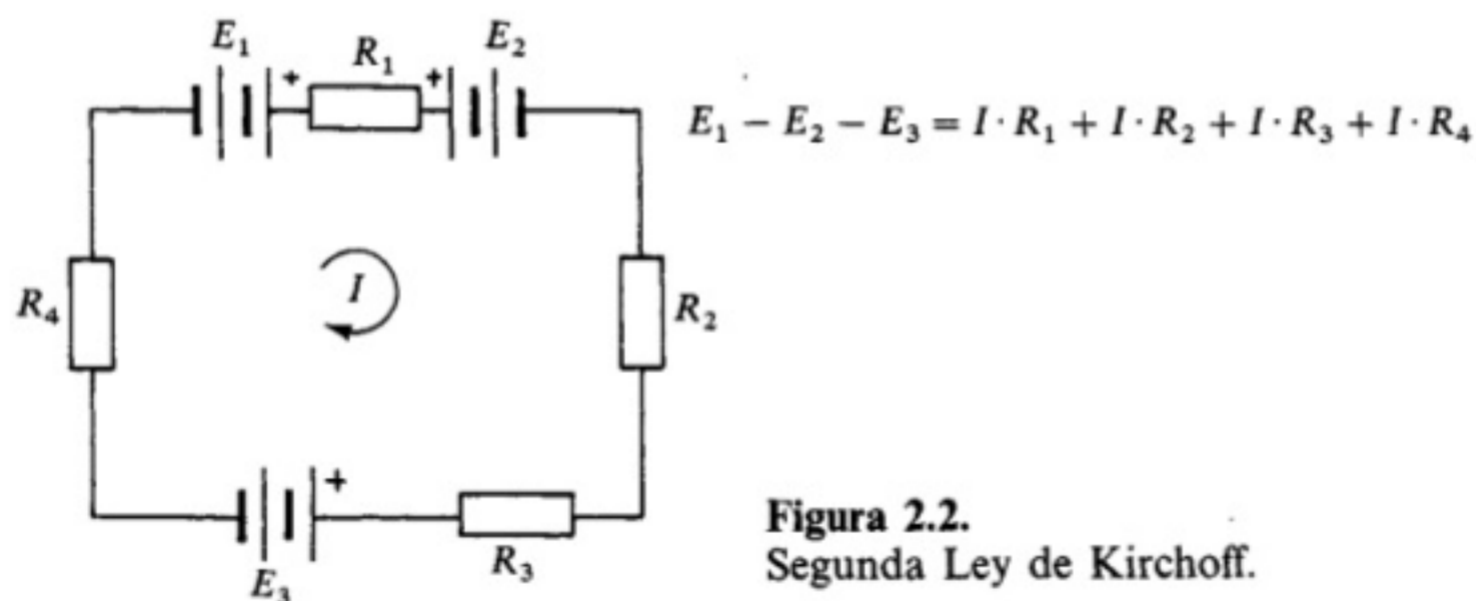 E₁
R₁
E₂
+
+
E₁ − E₂ − E₃ = I · R₁ + I · R₂ + I · R₃ + I · R₄
R₄
I
R₂
+
E₃
R₃
Figura 2.2.
Segunda Ley de Kirchoff.